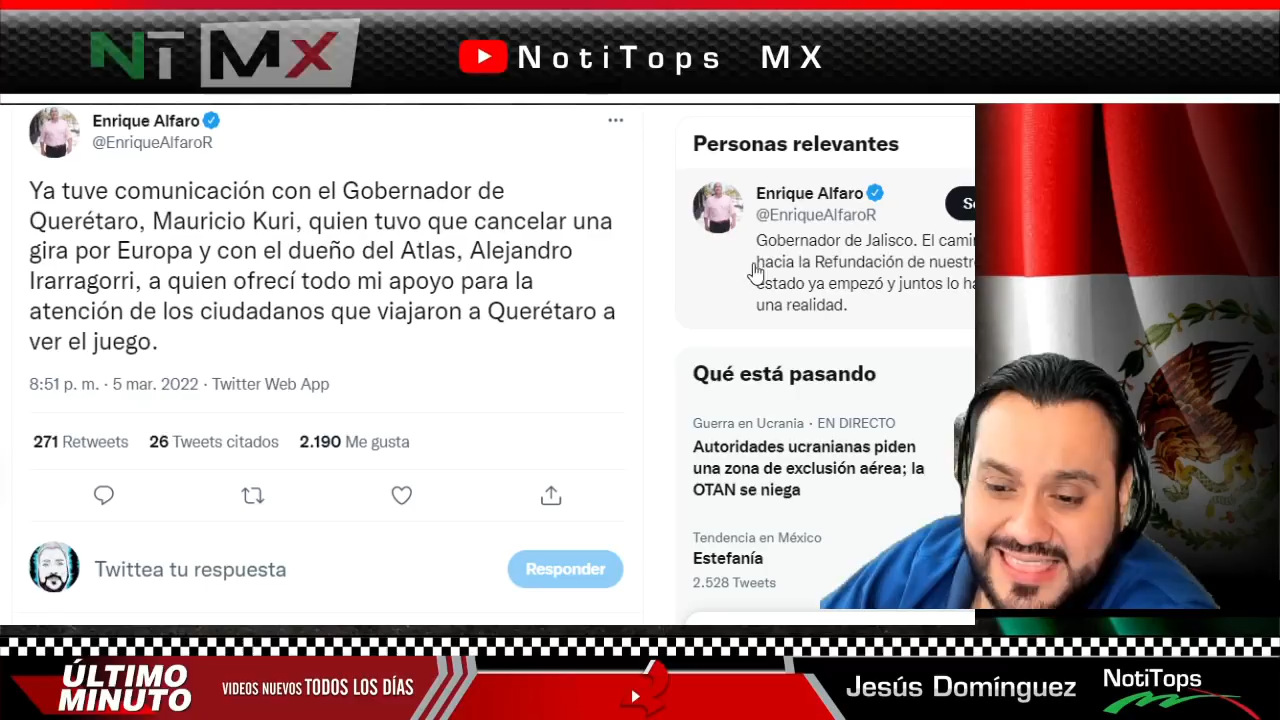 NT MX
NotiTops MX
Enrique Alfaro
@EnriqueAlfaroR
Ya tuve comunicación con el Gobernador de
Querétaro, Mauricio Kuri, quien tuvo que cancelar una
gira por Europa y con el dueño del Atlas, Alejandro
Irarragorri, a quien ofrecí todo mi apoyo para la
atención de los ciudadanos que viajaron a Querétaro a
ver el juego.
8:51 p. m. · 5 mar. 2022 · Twitter Web App
271 Retweets 26 Tweets citados 2.190 Me gusta
Twittea tu respuesta
Responder
Personas relevantes
Enrique Alfaro
@EnriqueAlfaroR
Gobernador de Jalisco. El cami
hacia la Refundación de nuestr
estado ya empezó y juntos lo ha
una realidad.
Qué está pasando
Guerra en Ucrania · EN DIRECTO
Autoridades ucranianas piden
una zona de exclusión aérea; la
OTAN se niega
Tendencia en México
Estefanía
2.528 Tweets
ÚLTIMO
MINUTO
VIDEOS NUEVOS TODOS LOS DÍAS
Jesús Domínguez
NotiTops